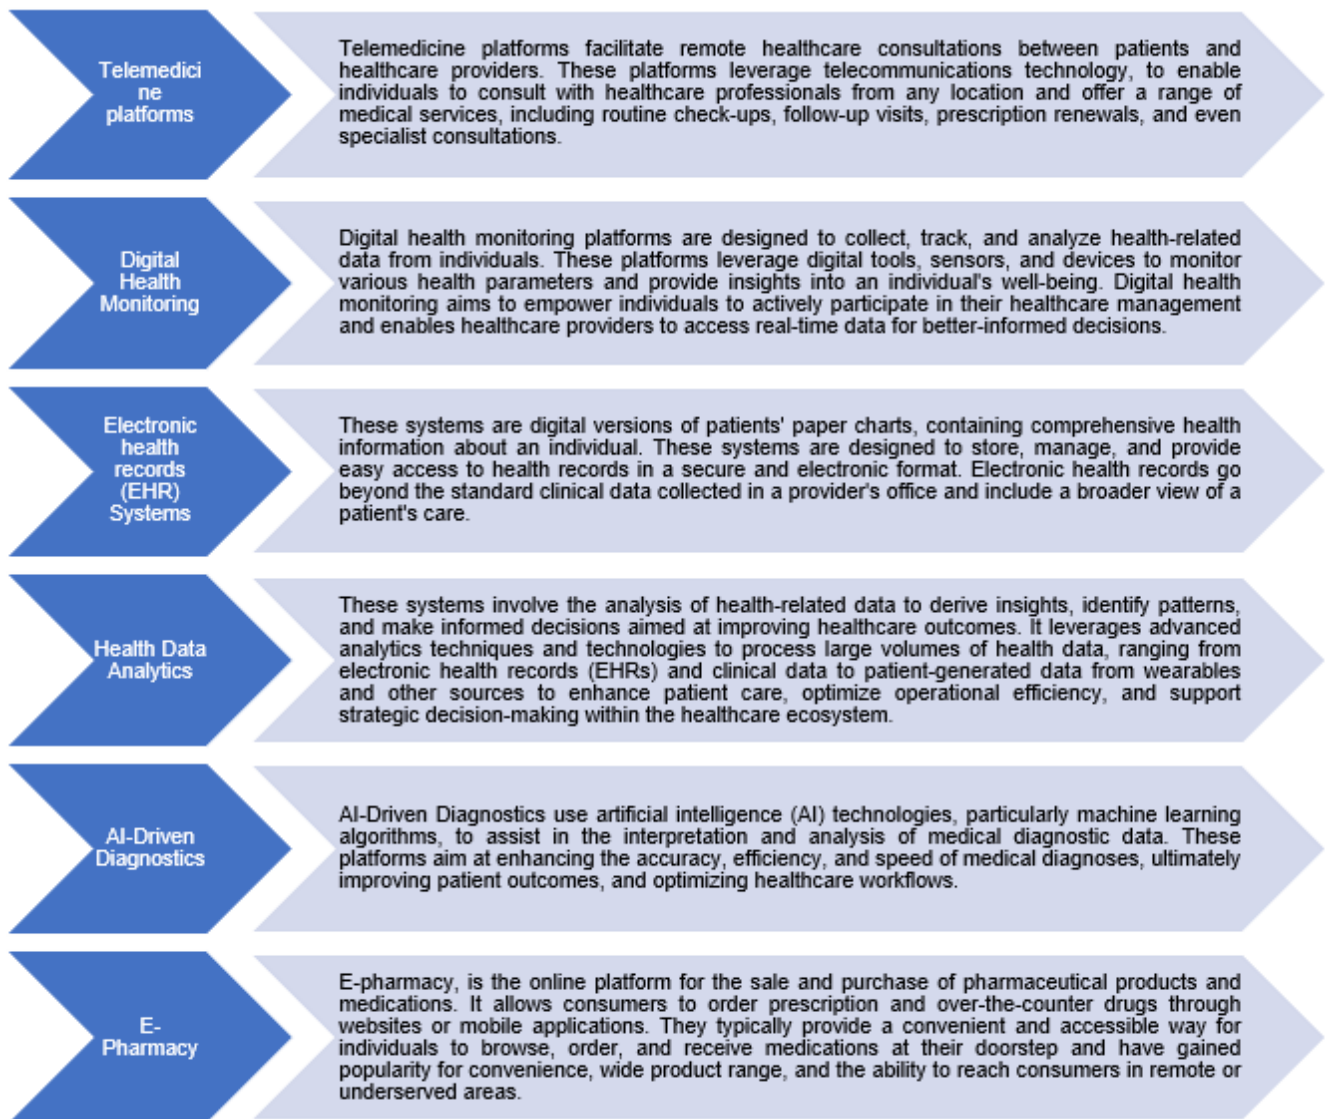 Telemedici
ne
platforms
Telemedicine platforms facilitate remote healthcare consultations between patients and
healthcare providers. These platforms leverage telecommunications technology, to enable
individuals to consult with healthcare professionals from any location and offer a range of
medical services, including routine check-ups, follow-up visits, prescription renewals, and even
specialist consultations.
Digital
Health
Monitoring
Digital health monitoring platforms are designed to collect, track, and analyze health-related
data from individuals. These platforms leverage digital tools, sensors, and devices to monitor
various health parameters and provide insights into an individual's well-being. Digital health
monitoring aims to empower individuals to actively participate in their healthcare management
and enables healthcare providers to access real-time data for better-informed decisions.
Electronic
health
records
(EHR)
Systems
These systems are digital versions of patients' paper charts, containing comprehensive health
information about an individual. These systems are designed to store, manage, and provide
easy access to health records in a secure and electronic format. Electronic health records go
beyond the standard clinical data collected in a provider's office and include a broader view of a
patient's care.
Health Data
Analytics
These systems involve the analysis of health-related data to derive insights, identify patterns,
and make informed decisions aimed at improving healthcare outcomes. It leverages advanced
analytics techniques and technologies to process large volumes of health data, ranging from
electronic health records (EHRs) and clinical data to patient-generated data from wearables
and other sources to enhance patient care, optimize operational efficiency, and support
strategic decision-making within the healthcare ecosystem.
AI-Driven
Diagnostics
AI-Driven Diagnostics use artificial intelligence (AI) technologies, particularly machine learning
algorithms, to assist in the interpretation and analysis of medical diagnostic data. These
platforms aim at enhancing the accuracy, efficiency, and speed of medical diagnoses, ultimately
improving patient outcomes, and optimizing healthcare workflows.
E-
Pharmacy
E-pharmacy, is the online platform for the sale and purchase of pharmaceutical products and
medications. It allows consumers to order prescription and over-the-counter drugs through
websites or mobile applications. They typically provide a convenient and accessible way for
individuals to browse, order, and receive medications at their doorstep and have gained
popularity for convenience, wide product range, and the ability to reach consumers in remote or
underserved areas.